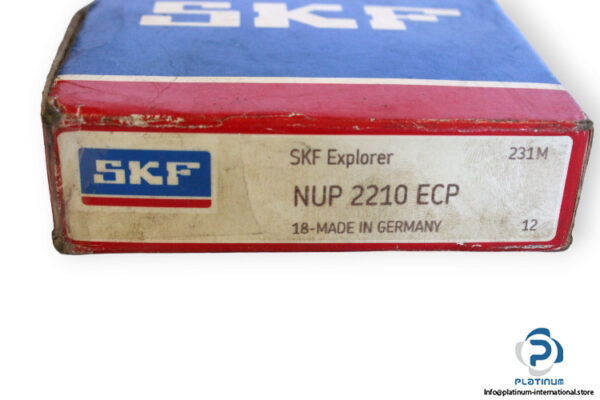 SKF
SKF
SKF Explorer 231M
NUP 2210 ECP
18-MADE IN GERMANY 12
PLATINUM
Info@platinum-international.store